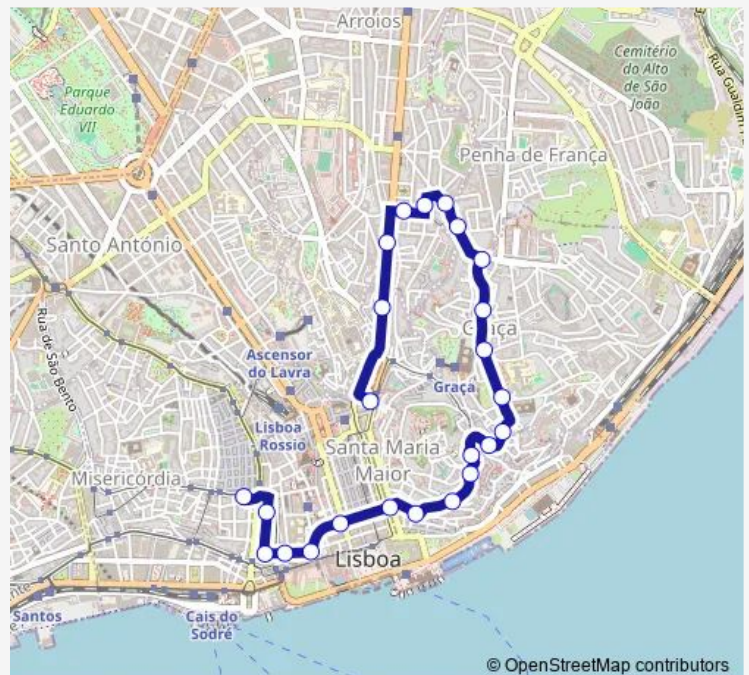 Arroios
Cemitério
do Alto
de São
João
Rua Gualdim
Parque
Eduardo
VII
Penha de França
Santo António
Rua de São Bento
Graça
Ascensor
do Lavra
Graça
Lisboa
- Rossio
Santa Maria
Maior
Misericórdia
Lisboa
Santos
Cais do
Sodré
© OpenStreetMap contributors